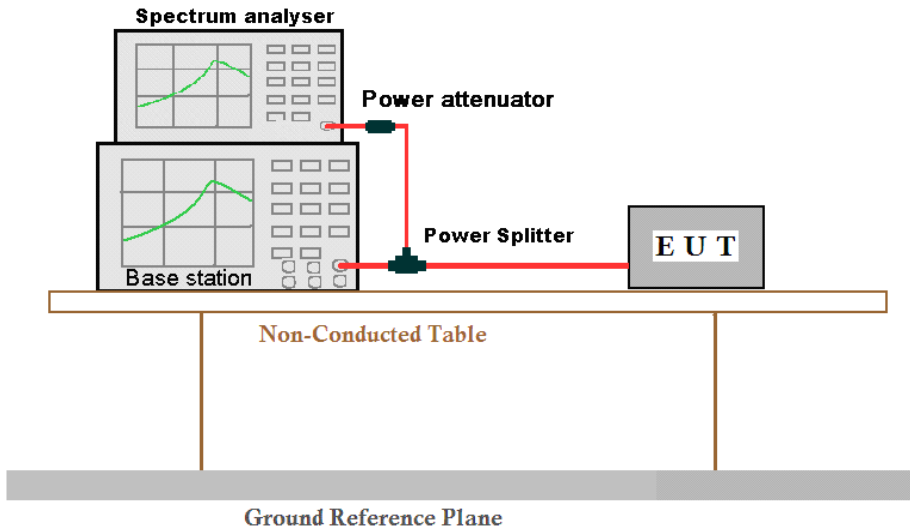 Spectrum analyser
Power attenuator
Power Splitter
E U T
Base station
Non-Conducted Table
Ground Reference Plane